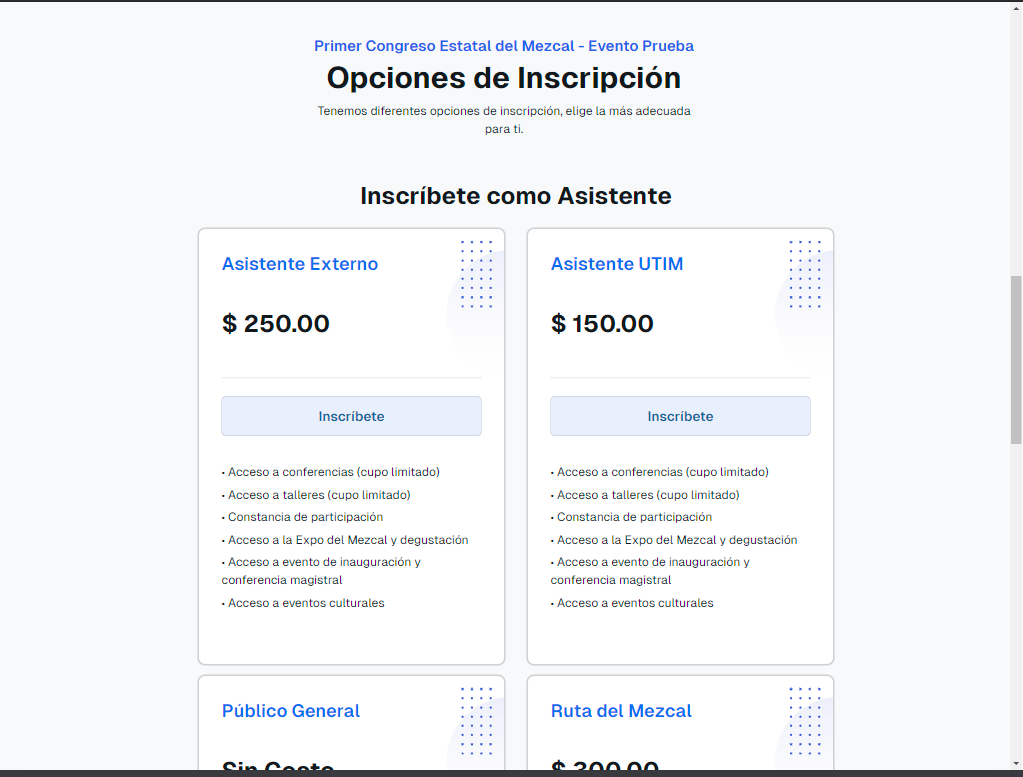 Primer Congreso Estatal del Mezcal - Evento Prueba
Opciones de Inscripción
Tenemos diferentes opciones de inscripción, elige la más adecuada
para ti.
Inscríbete como Asistente
Asistente Externo
$ 250.00
Inscríbete
• Acceso a conferencias (cupo limitado)
• Acceso a talleres (cupo limitado)
• Constancia de participación
• Acceso a la Expo del Mezcal y degustación
• Acceso a evento de inauguración y
conferencia magistral
• Acceso a eventos culturales
Asistente UTIM
$ 150.00
Inscríbete
• Acceso a conferencias (cupo limitado)
• Acceso a talleres (cupo limitado)
• Constancia de participación
• Acceso a la Expo del Mezcal y degustación
• Acceso a evento de inauguración y
conferencia magistral
• Acceso a eventos culturales
Público General
Sin Costo
Ruta del Mezcal
$ 300.00